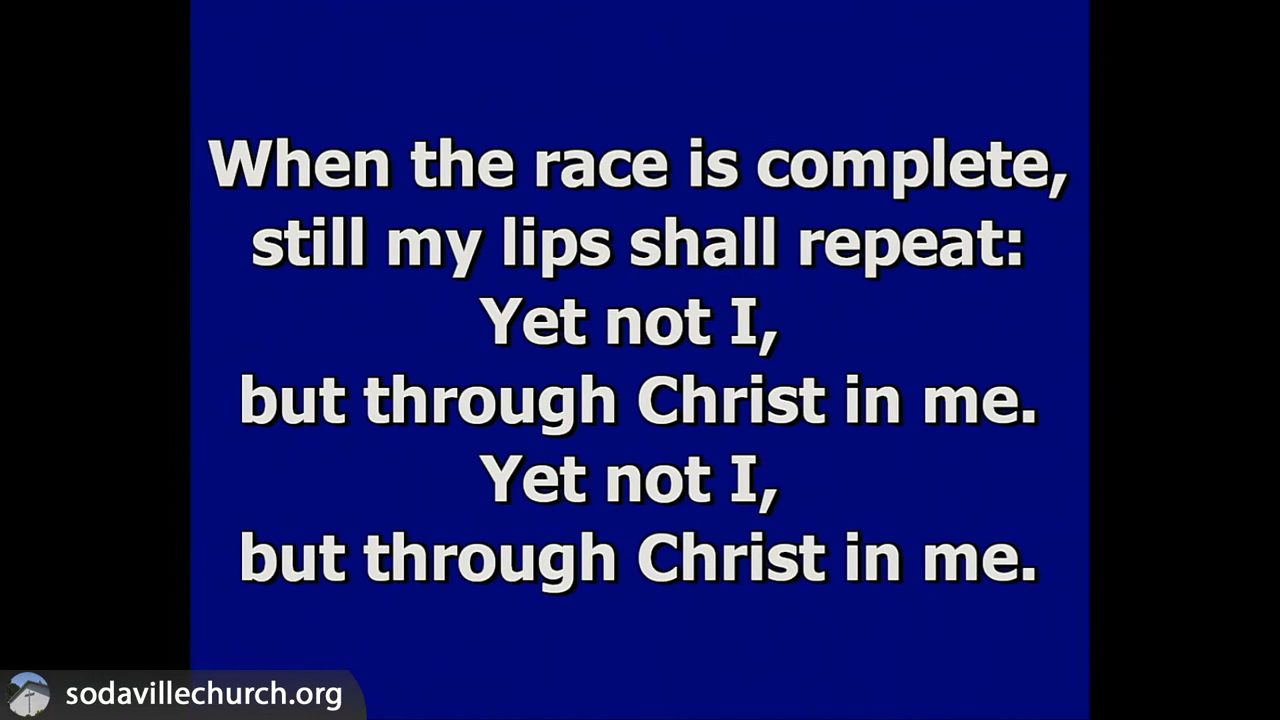 When the race is complete,
still my lips shall repeat:
Yet not I,
but through Christ in me.
Yet not I,
but through Christ in me.
sodavillechurch.org